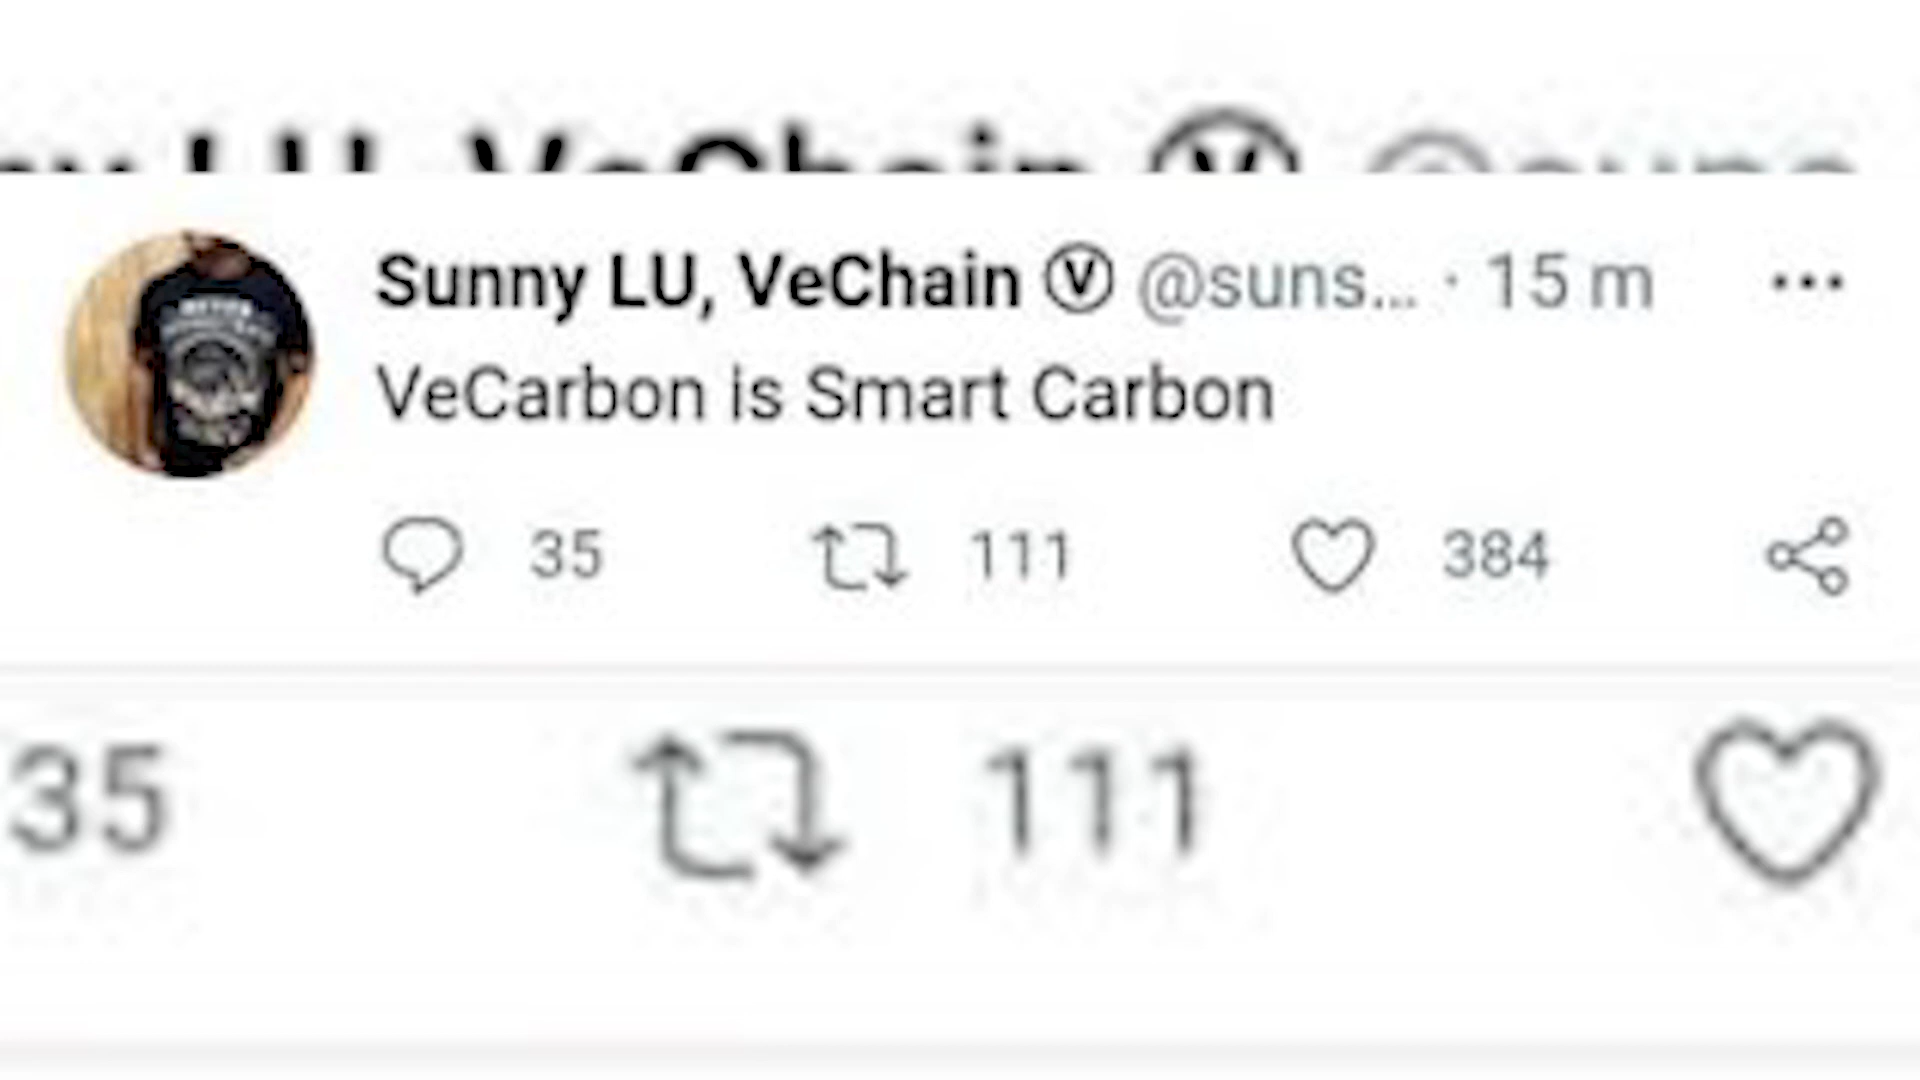 Sunny LU, VeChain Ⓥ @suns... · 15 m
VeCarbon is Smart Carbon
35 111 384
35 111